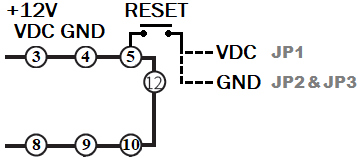 +12V RESET
VDC GND
3 4 5 VDC JP1
12 GND JP2 & JP3
8 9 10